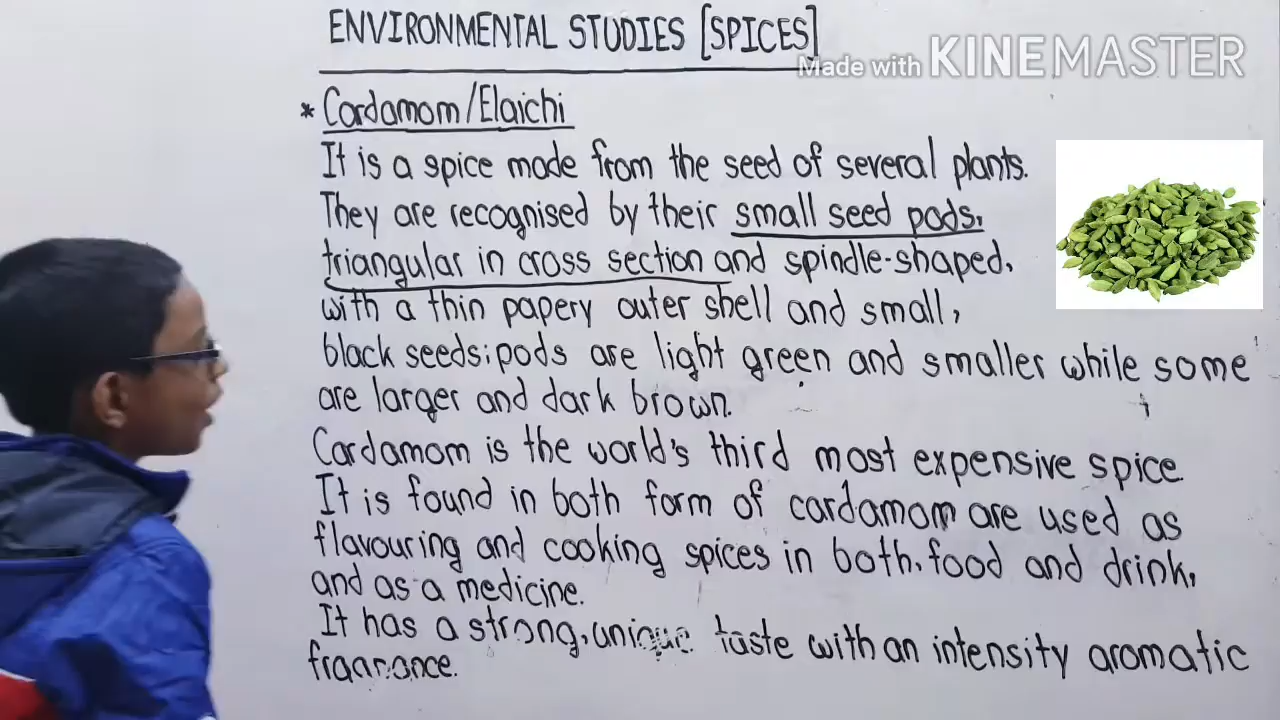 ENVIRONMENTAL STUDIES [SPICES]
Made with KINEMASTER
* Cardamom/Elaichi
It is a spice made from the seed of several plants.
They are recognised by their small seed pods,
triangular in cross section and spindle-shaped,
with a thin papery outer shell and small,
black seeds; pods are light green and smaller while some
are larger and dark brown.
Cardamom is the world's third most expensive spice.
It is found in both form of cardamom are used as
flavouring and cooking spices in both, food and drink,
and as a medicine.
It has a strong, unique taste with an intensity aromatic
fragrance.